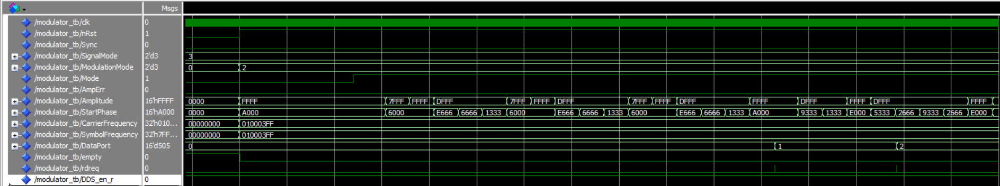 Msgs
/modulator_tb/clk 0
/modulator_tb/nRst 1
/modulator_tb/Sync 0
/modulator_tb/SignalMode 2'd3 3
/modulator_tb/ModulationMode 2'd3 0 2
/modulator_tb/Mode 1
/modulator_tb/AmpErr 0
/modulator_tb/Amplitude 16'hFFFF 0000 FFFF 7FFF FFFF DFFF 7FFF FFFF DFFF 7FFF FFFF DFFF FFFF DFFF FFFF DFFF FFFF
/modulator_tb/StartPhase 16'hA000 0000 A000 6000 E666 6666 1333 6000 E666 6666 1333 6000 E666 6666 1333 A000 9333 1333 E000 5333 2666 9333 2666 E000
/modulator_tb/CarrierFrequency 32'h010... 00000000 010003FF
/modulator_tb/SymbolFrequency 32'h7FF... 00000000 010003FF
/modulator_tb/DataPort 16'd505 0 1 2
/modulator_tb/empty 0
/modulator_tb/rdreq 0
/modulator_tb/DDS_en_r 0